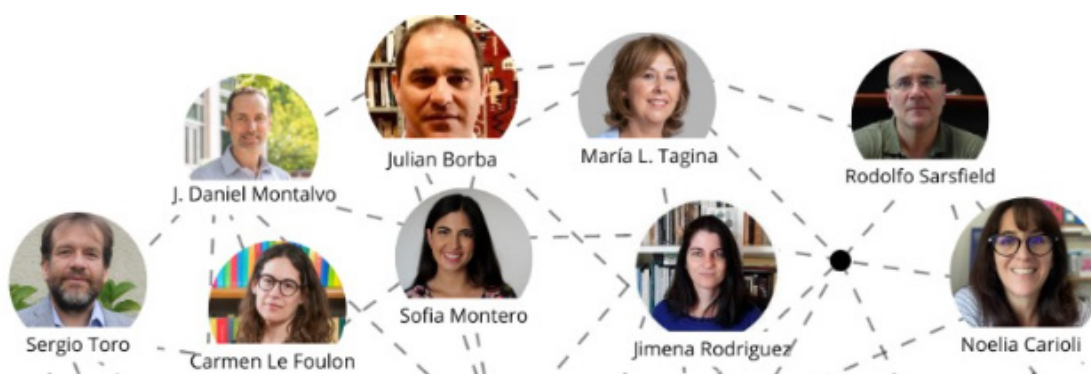 Julian Borba
María L. Tagina
Rodolfo Sarsfield
J. Daniel Montalvo
Sofia Montero
Sergio Toro
Carmen Le Foulon
Jimena Rodriguez
Noelia Carioli